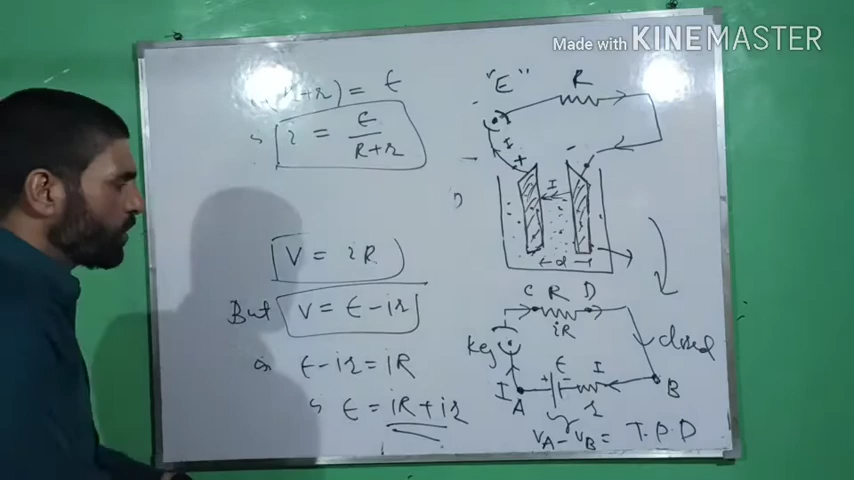 Made with KINEMASTER
+r) = ε
i = ε / R+r
V = iR
But V = ε - ir
ε - ir = iR
ε = iR + ir
"E"
R
I
+
-
I
d
C R D
iR
Key
closed
ε
I
+ -
I
A
r
B
VA - VB = T.P.D